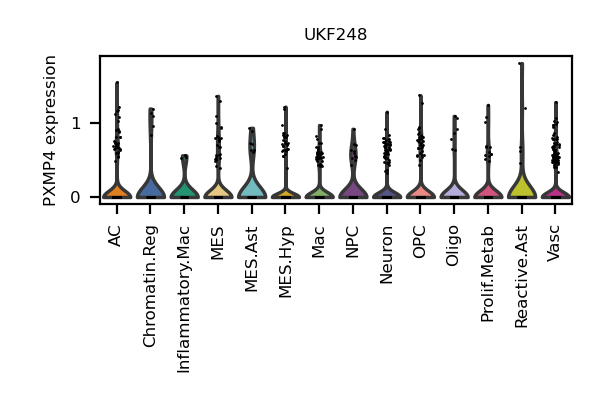 UKF248
PXMP4 expression
1
0
AC
Chromatin.Reg
Inflammatory.Mac
MES
MES.Ast
MES.Hyp
Mac
NPC
Neuron
OPC
Oligo
Prolif.Metab
Reactive.Ast
Vasc